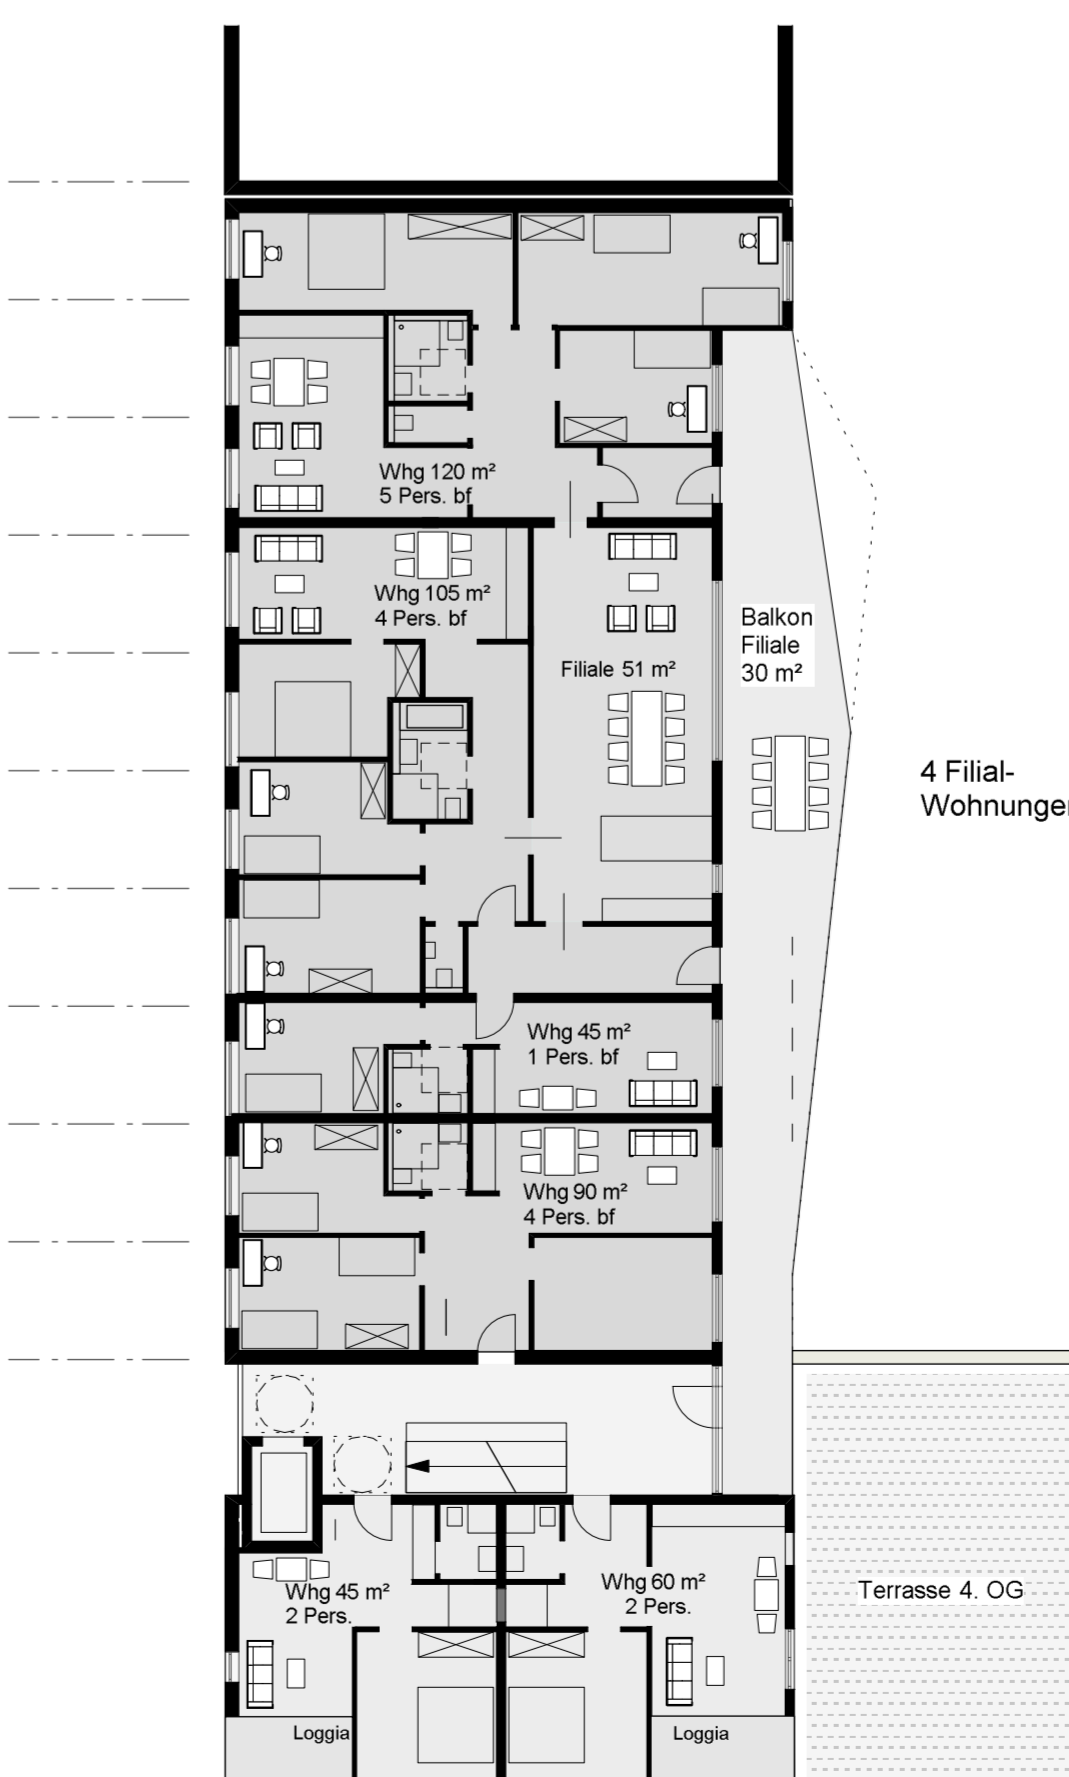 Whg 120 m²
5 Pers. bf
Whg 105 m²
4 Pers. bf
Filiale 51 m²
Balkon
Filiale
30 m²
4 Filial-
Wohnunger
Whg 45 m²
1 Pers. bf
Whg 90 m²
4 Pers. bf
Whg 45 m²
2 Pers.
Whg 60 m²
2 Pers.
Terrasse 4. OG
Loggia
Loggia